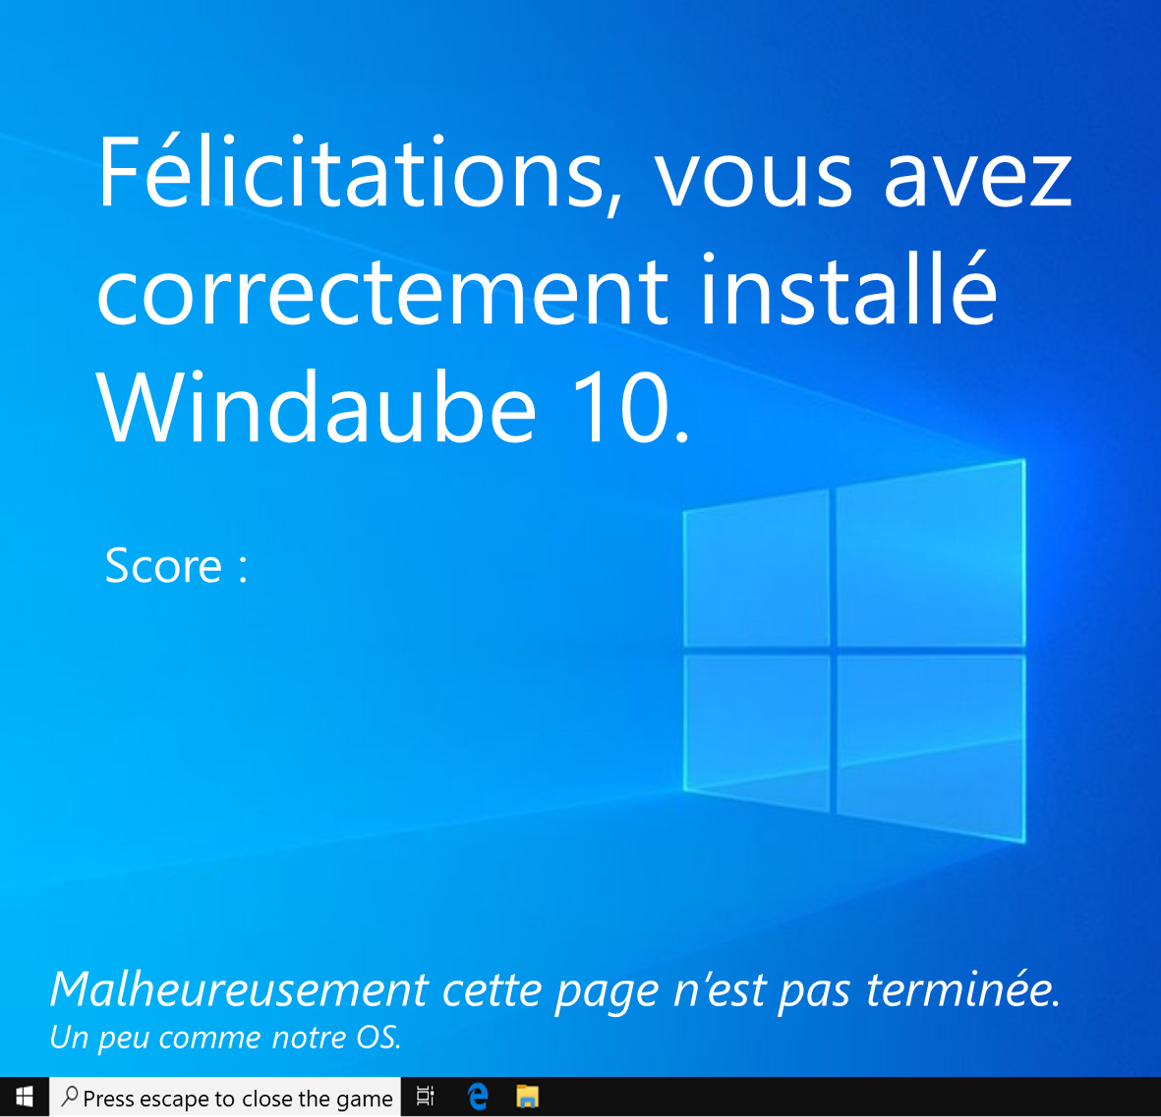 Félicitations, vous avez
correctement installé
Windaube 10.
Score :
Malheureusement cette page n’est pas terminée.
Un peu comme notre OS.
Press escape to close the game